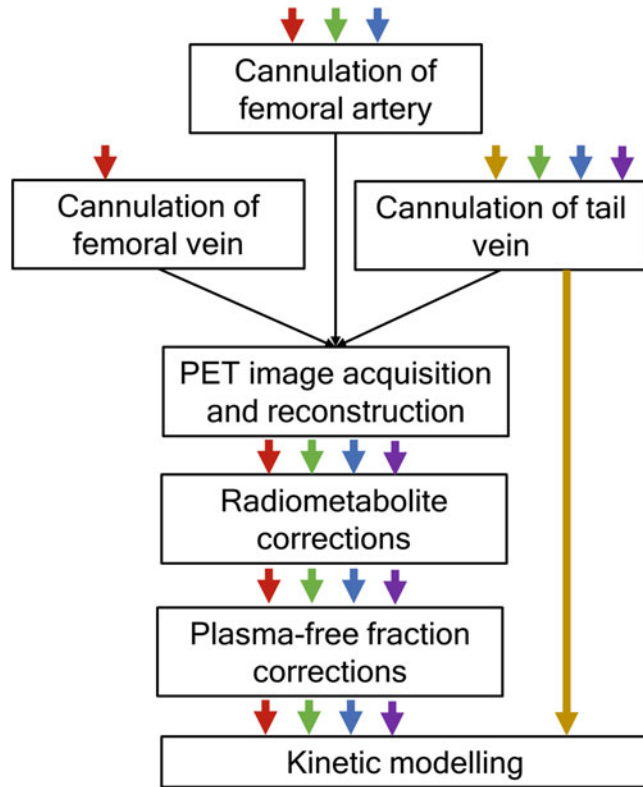 Cannulation of
femoral artery
Cannulation of
femoral vein
Cannulation of tail
vein
PET image acquisition
and reconstruction
Radiometabolite
corrections
Plasma-free fraction
corrections
Kinetic modelling